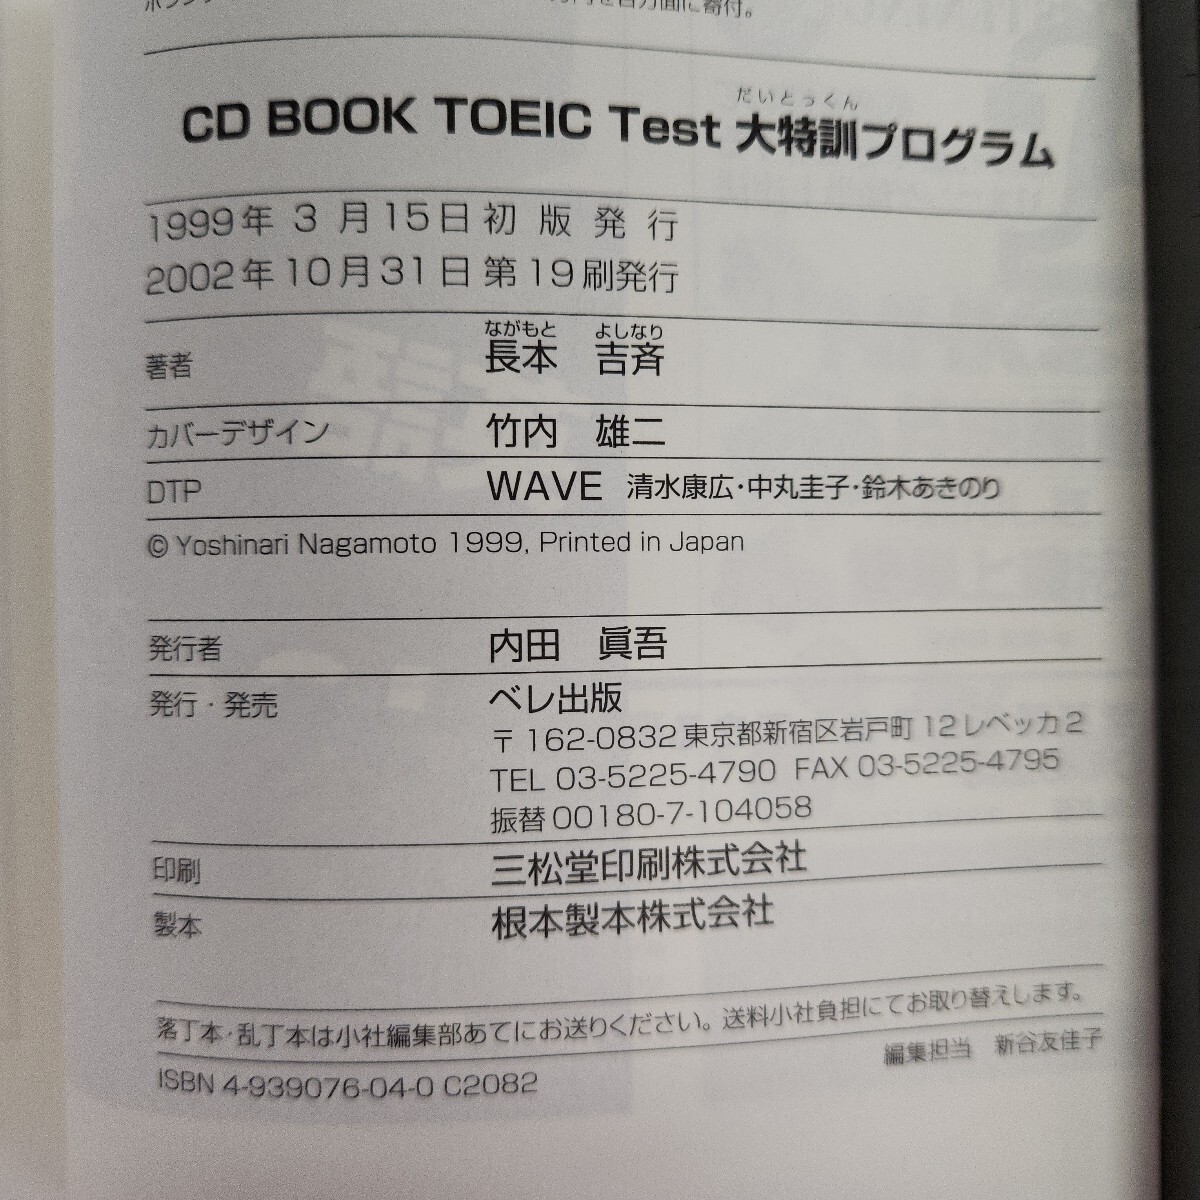 を各方面に寄付。
だいとっくん
CD BOOK TOEIC Test 大特訓プログラム
1999年 3 月15日 初 版 発 行
2002年10月31日 第19刷発行
ながもと よしなり
著者 長本 吉斉
カバーデザイン 竹内 雄二
DTP WAVE 清水康広・中丸圭子・鈴木あきのり
© Yoshinari Nagamoto 1999, Printed in Japan
発行者 内田 眞吾
発行・発売 ベレ出版
〒162-0832 東京都新宿区岩戸町12レベッカ2
TEL 03-5225-4790 FAX 03-5225-4795
振替 00180-7-104058
印刷 三松堂印刷株式会社
製本 根本製本株式会社
落丁本・乱丁本は小社編集部あてにお送りください。送料小社負担にてお取り替えします。
編集担当 新谷友佳子
ISBN 4-939076-04-0 C2082